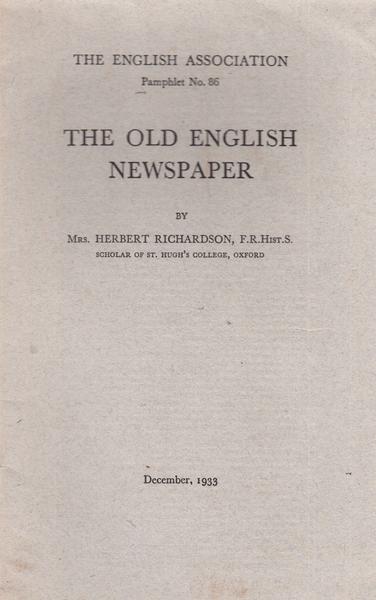 THE ENGLISH ASSOCIATION
Pamphlet No. 86
THE OLD ENGLISH
NEWSPAPER
BY
MRS. HERBERT RICHARDSON, F.R.HIST.S.
SCHOLAR OF ST. HUGH'S COLLEGE, OXFORD
December, 1933